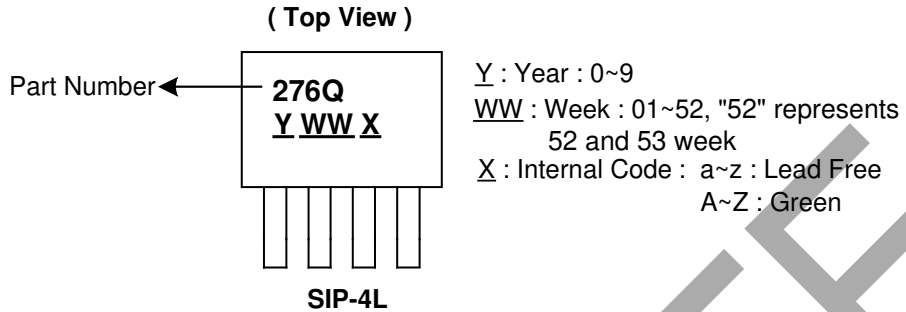 ( Top View )
Part Number
276Q
Y WW X
SIP-4L
Y : Year : 0~9
WW : Week : 01~52, "52" represents
52 and 53 week
X : Internal Code : a~z : Lead Free
A~Z : Green